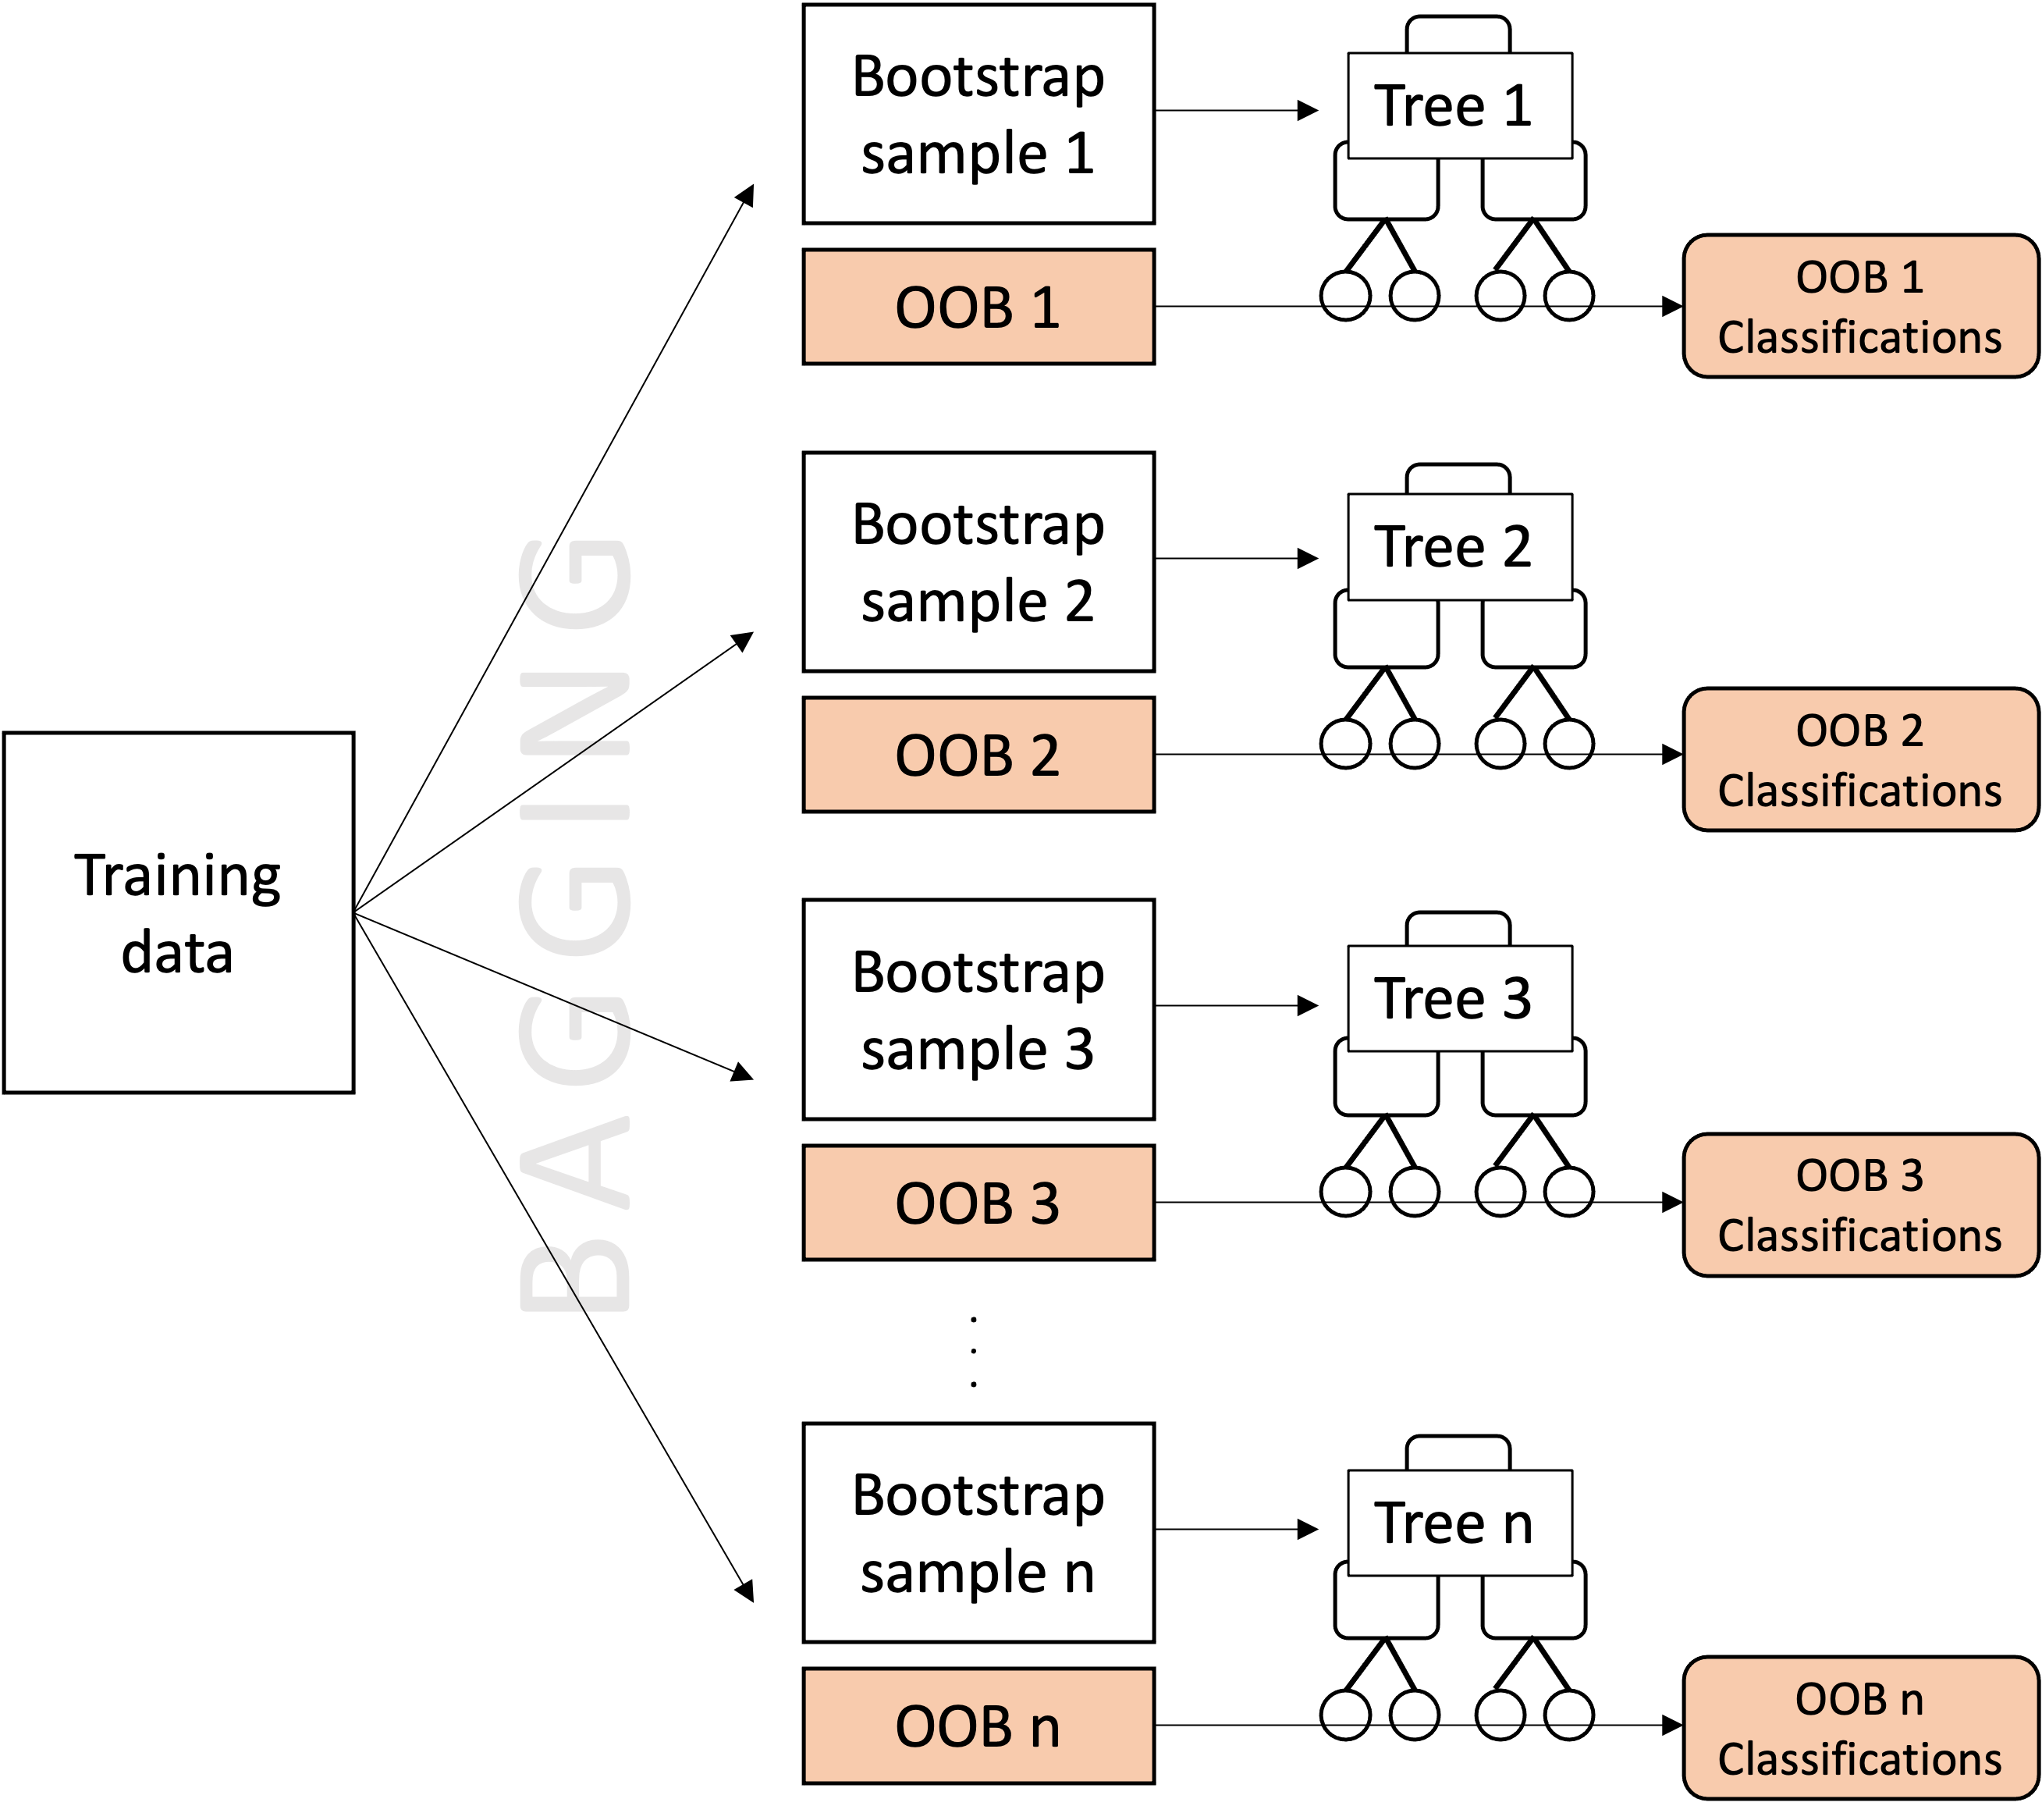 Training
data
BAGGING
Bootstrap
sample 1
Tree 1
OOB 1
OOB 1
Classifications
Bootstrap
sample 2
Tree 2
OOB 2
OOB 2
Classifications
Bootstrap
sample 3
Tree 3
OOB 3
OOB 3
Classifications
Bootstrap
sample n
Tree n
OOB n
OOB n
Classifications